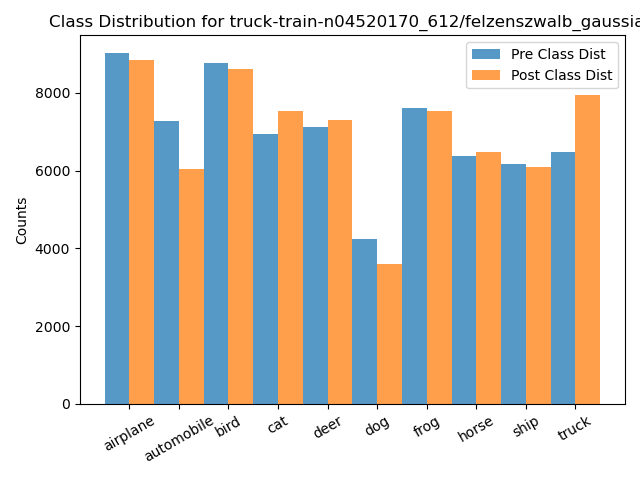 Class Distribution for truck-train-n04520170_612/felzenszwalb_gaussia
Pre Class Dist
Post Class Dist
Counts
8000
6000
4000
2000
0
airplane
automobile
bird
cat
deer
dog
frog
horse
ship
truck